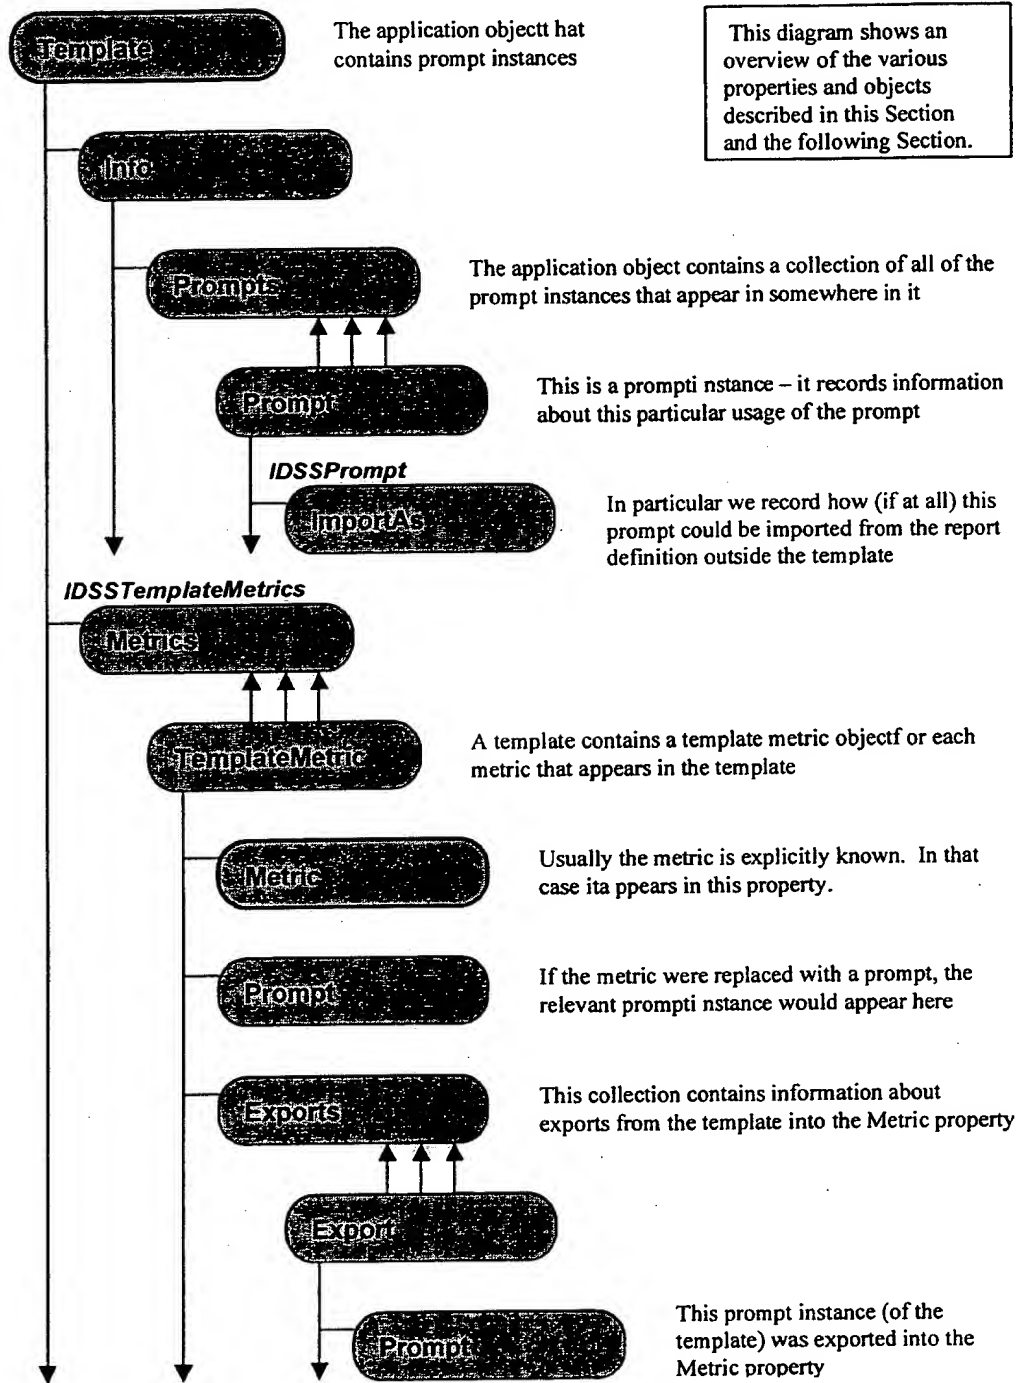 Template
The application objectt hat
contains prompt instances
This diagram shows an
overview of the various
properties and objects
described in this Section
and the following Section.
Info
Prompts
The application object contains a collection of all of the
prompt instances that appear in somewhere in it
Prompt
This is a prompti nstance – it records information
about this particular usage of the prompt
IDSSPrompt
ImportAs
In particular we record how (if at all) this
prompt could be imported from the report
definition outside the template
IDSSTemplateMetrics
Metrics
TemplateMetric
A template contains a template metric objectf or each
metric that appears in the template
Metric
Usually the metric is explicitly known. In that
case ita ppears in this property.
Prompt
If the metric were replaced with a prompt, the
relevant prompti nstance would appear here
Exports
This collection contains information about
exports from the template into the Metric property
Export
Prompt
This prompt instance (of the
template) was exported into the
Metric property